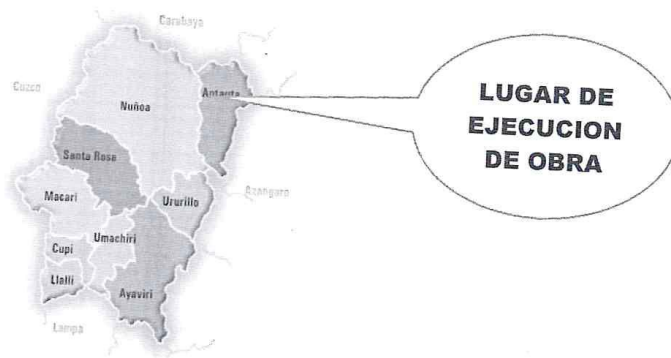 Carabaya
Cuzco
Nuñoa
Antauta
Santa Rosa
Macari
Ururillo
Azangaro
Umachiri
Cupi
Llalli
Ayaviri
Lampa
LUGAR DE
EJECUCION
DE OBRA